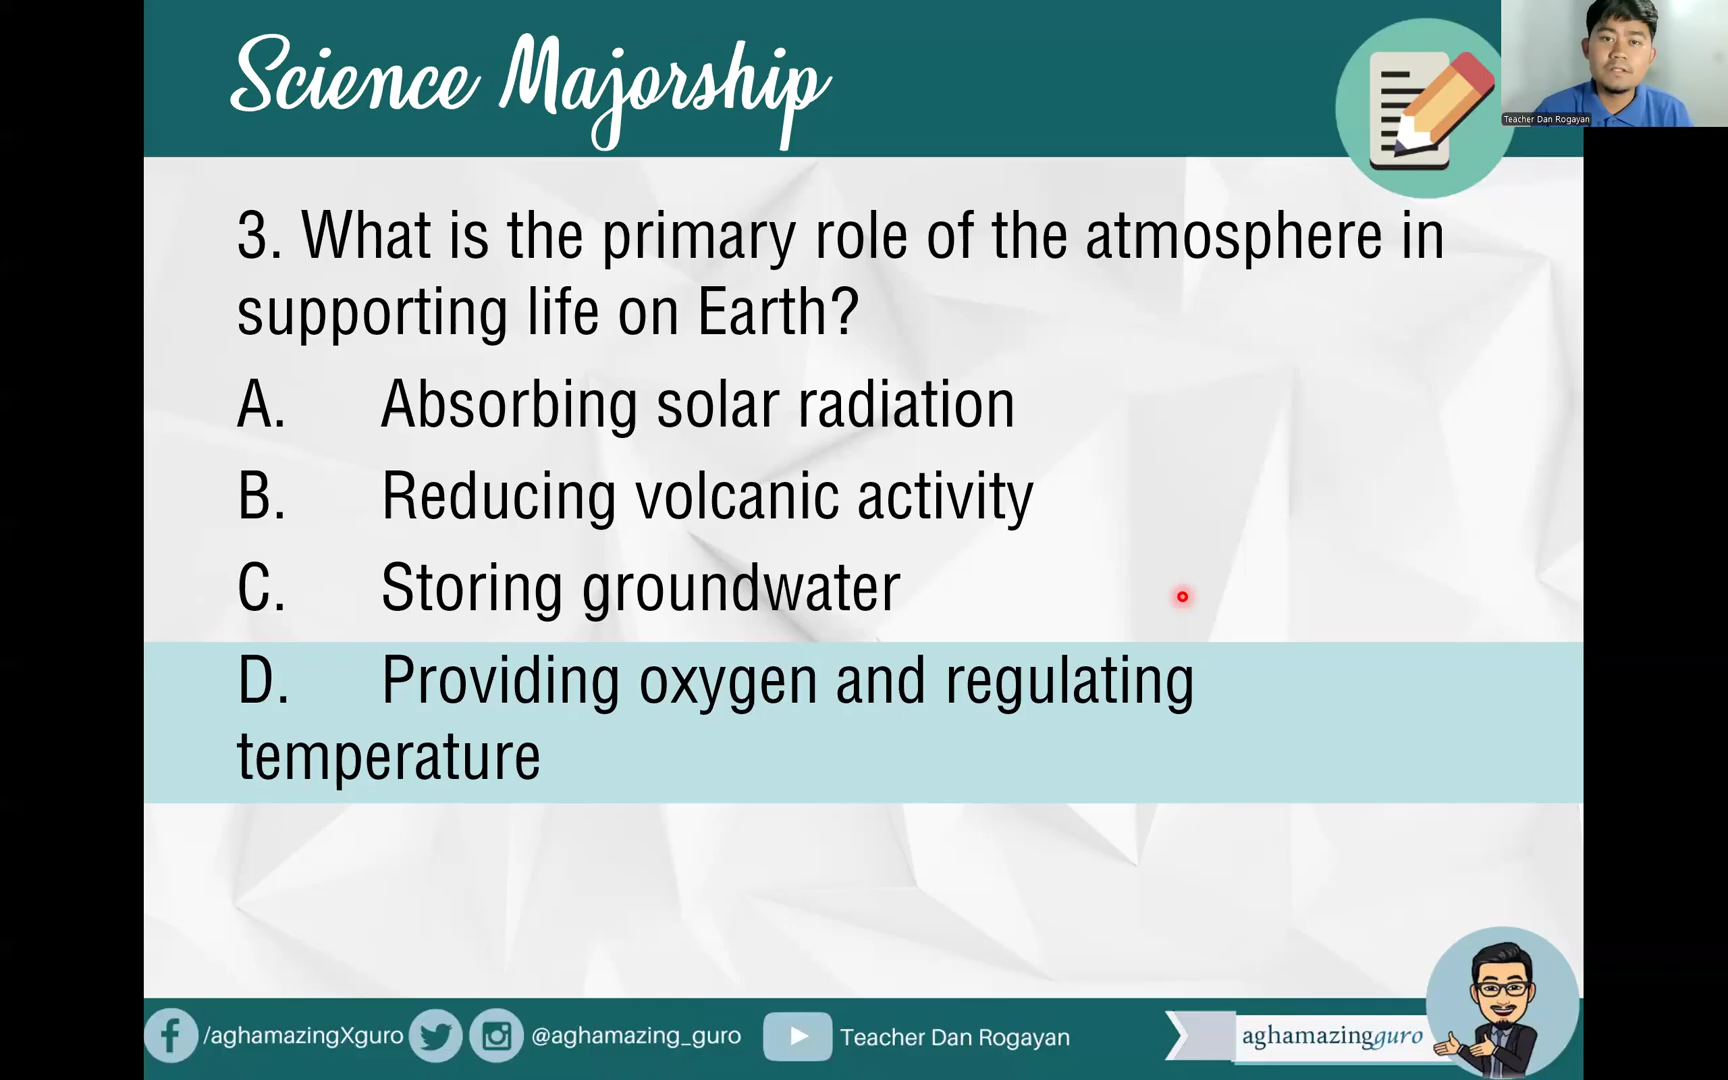 Science Majorship
Teacher Dan Rogayan
3. What is the primary role of the atmosphere in
supporting life on Earth?
A. Absorbing solar radiation
B. Reducing volcanic activity
C. Storing groundwater
D. Providing oxygen and regulating
temperature
/aghamazingXguro
@aghamazing_guro
Teacher Dan Rogayan
aghamazingguro